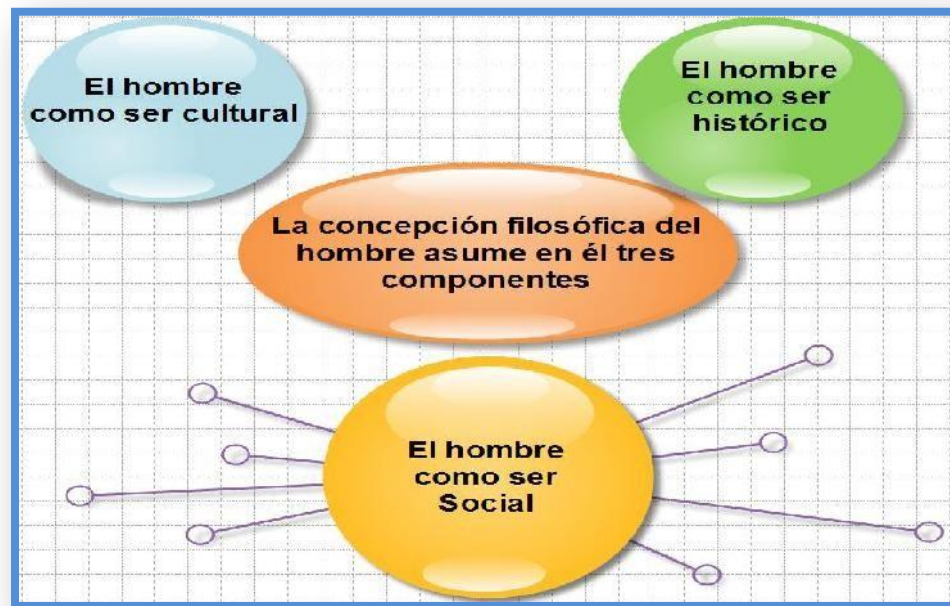 El hombre
como ser cultural
El hombre
como ser
histórico
La concepción filosófica del
hombre asume en él tres
componentes
El hombre
como ser
Social